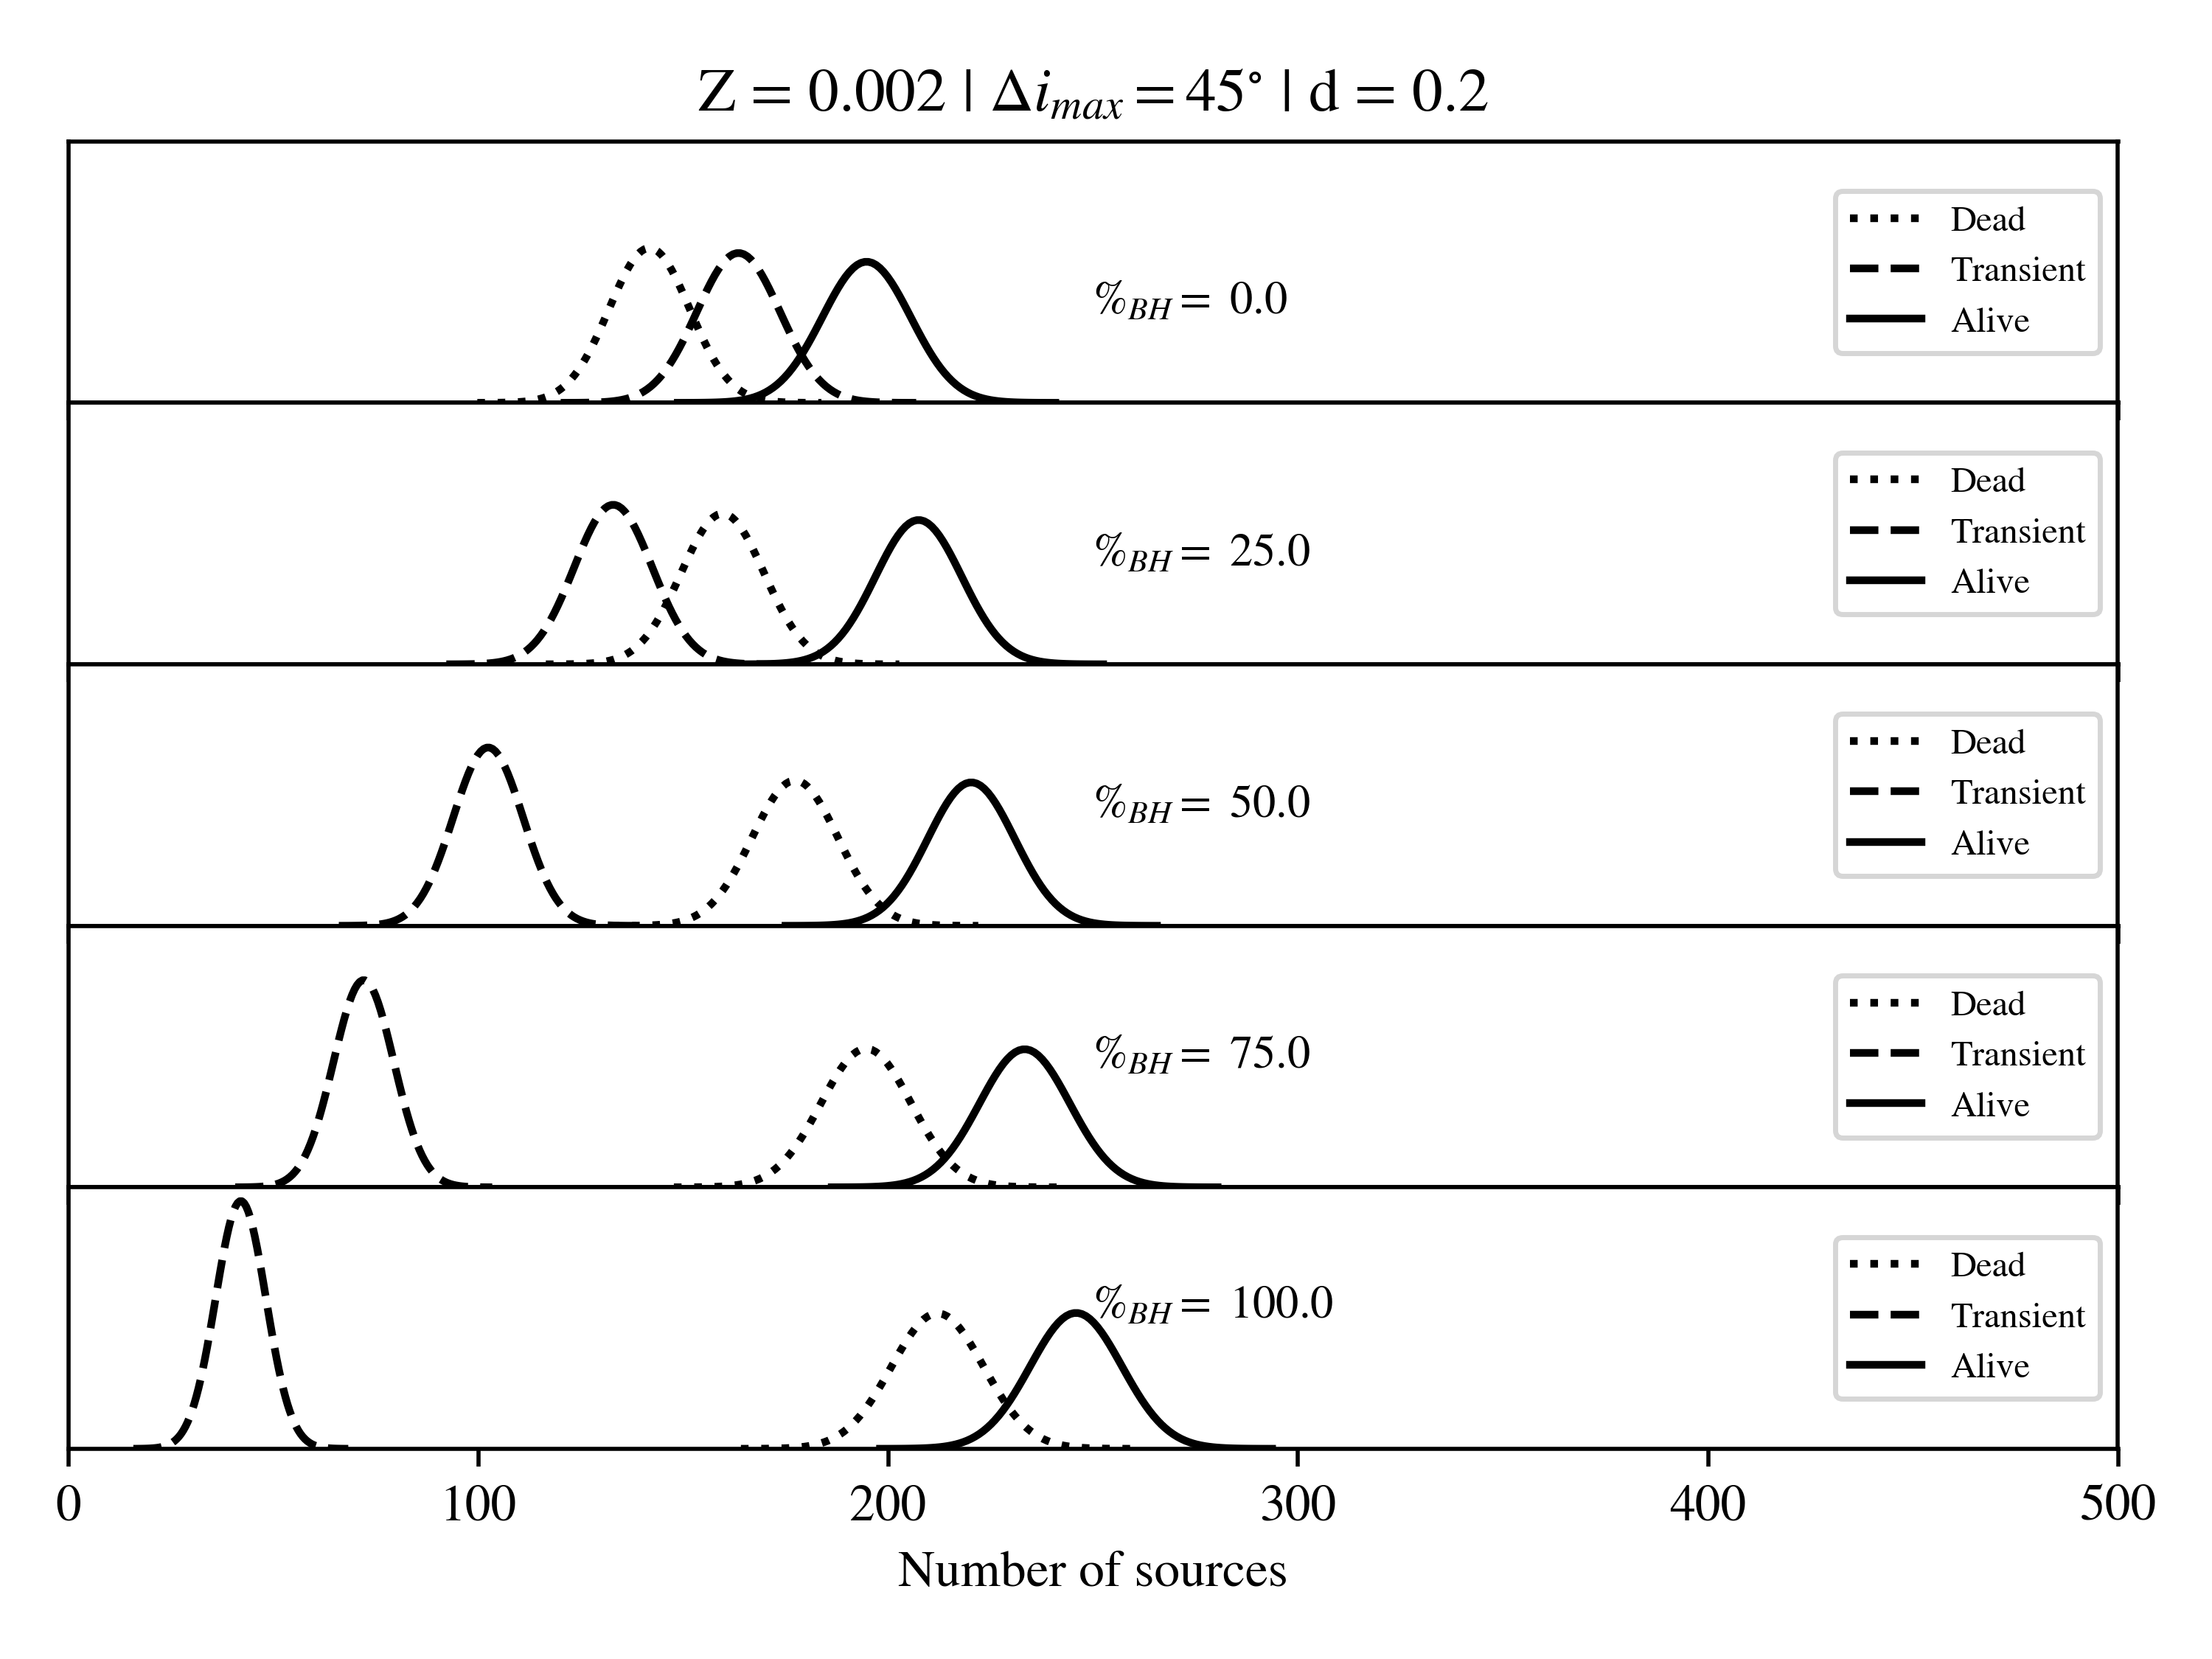 Z = 0.002 | Δi_max = 45° | d = 0.2
Dead
Transient
Alive
%_BH = 0.0
Dead
Transient
Alive
%_BH = 25.0
Dead
Transient
Alive
%_BH = 50.0
Dead
Transient
Alive
%_BH = 75.0
Dead
Transient
Alive
%_BH = 100.0
0 100 200 300 400 500
Number of sources